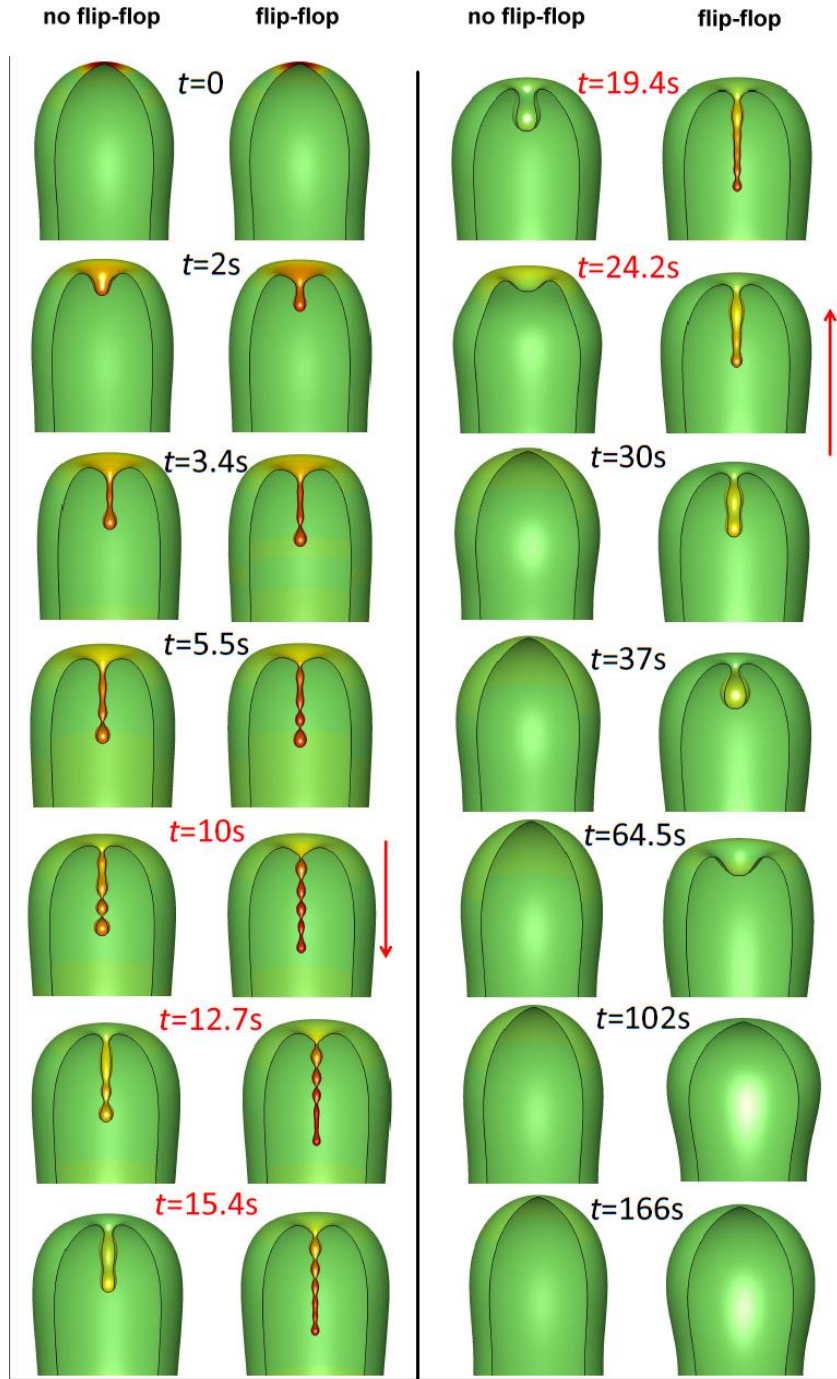 no flip-flop flip-flop
t=0
t=2s
t=3.4s
t=5.5s
t=10s
t=12.7s
t=15.4s
no flip-flop flip-flop
t=19.4s
t=24.2s
t=30s
t=37s
t=64.5s
t=102s
t=166s